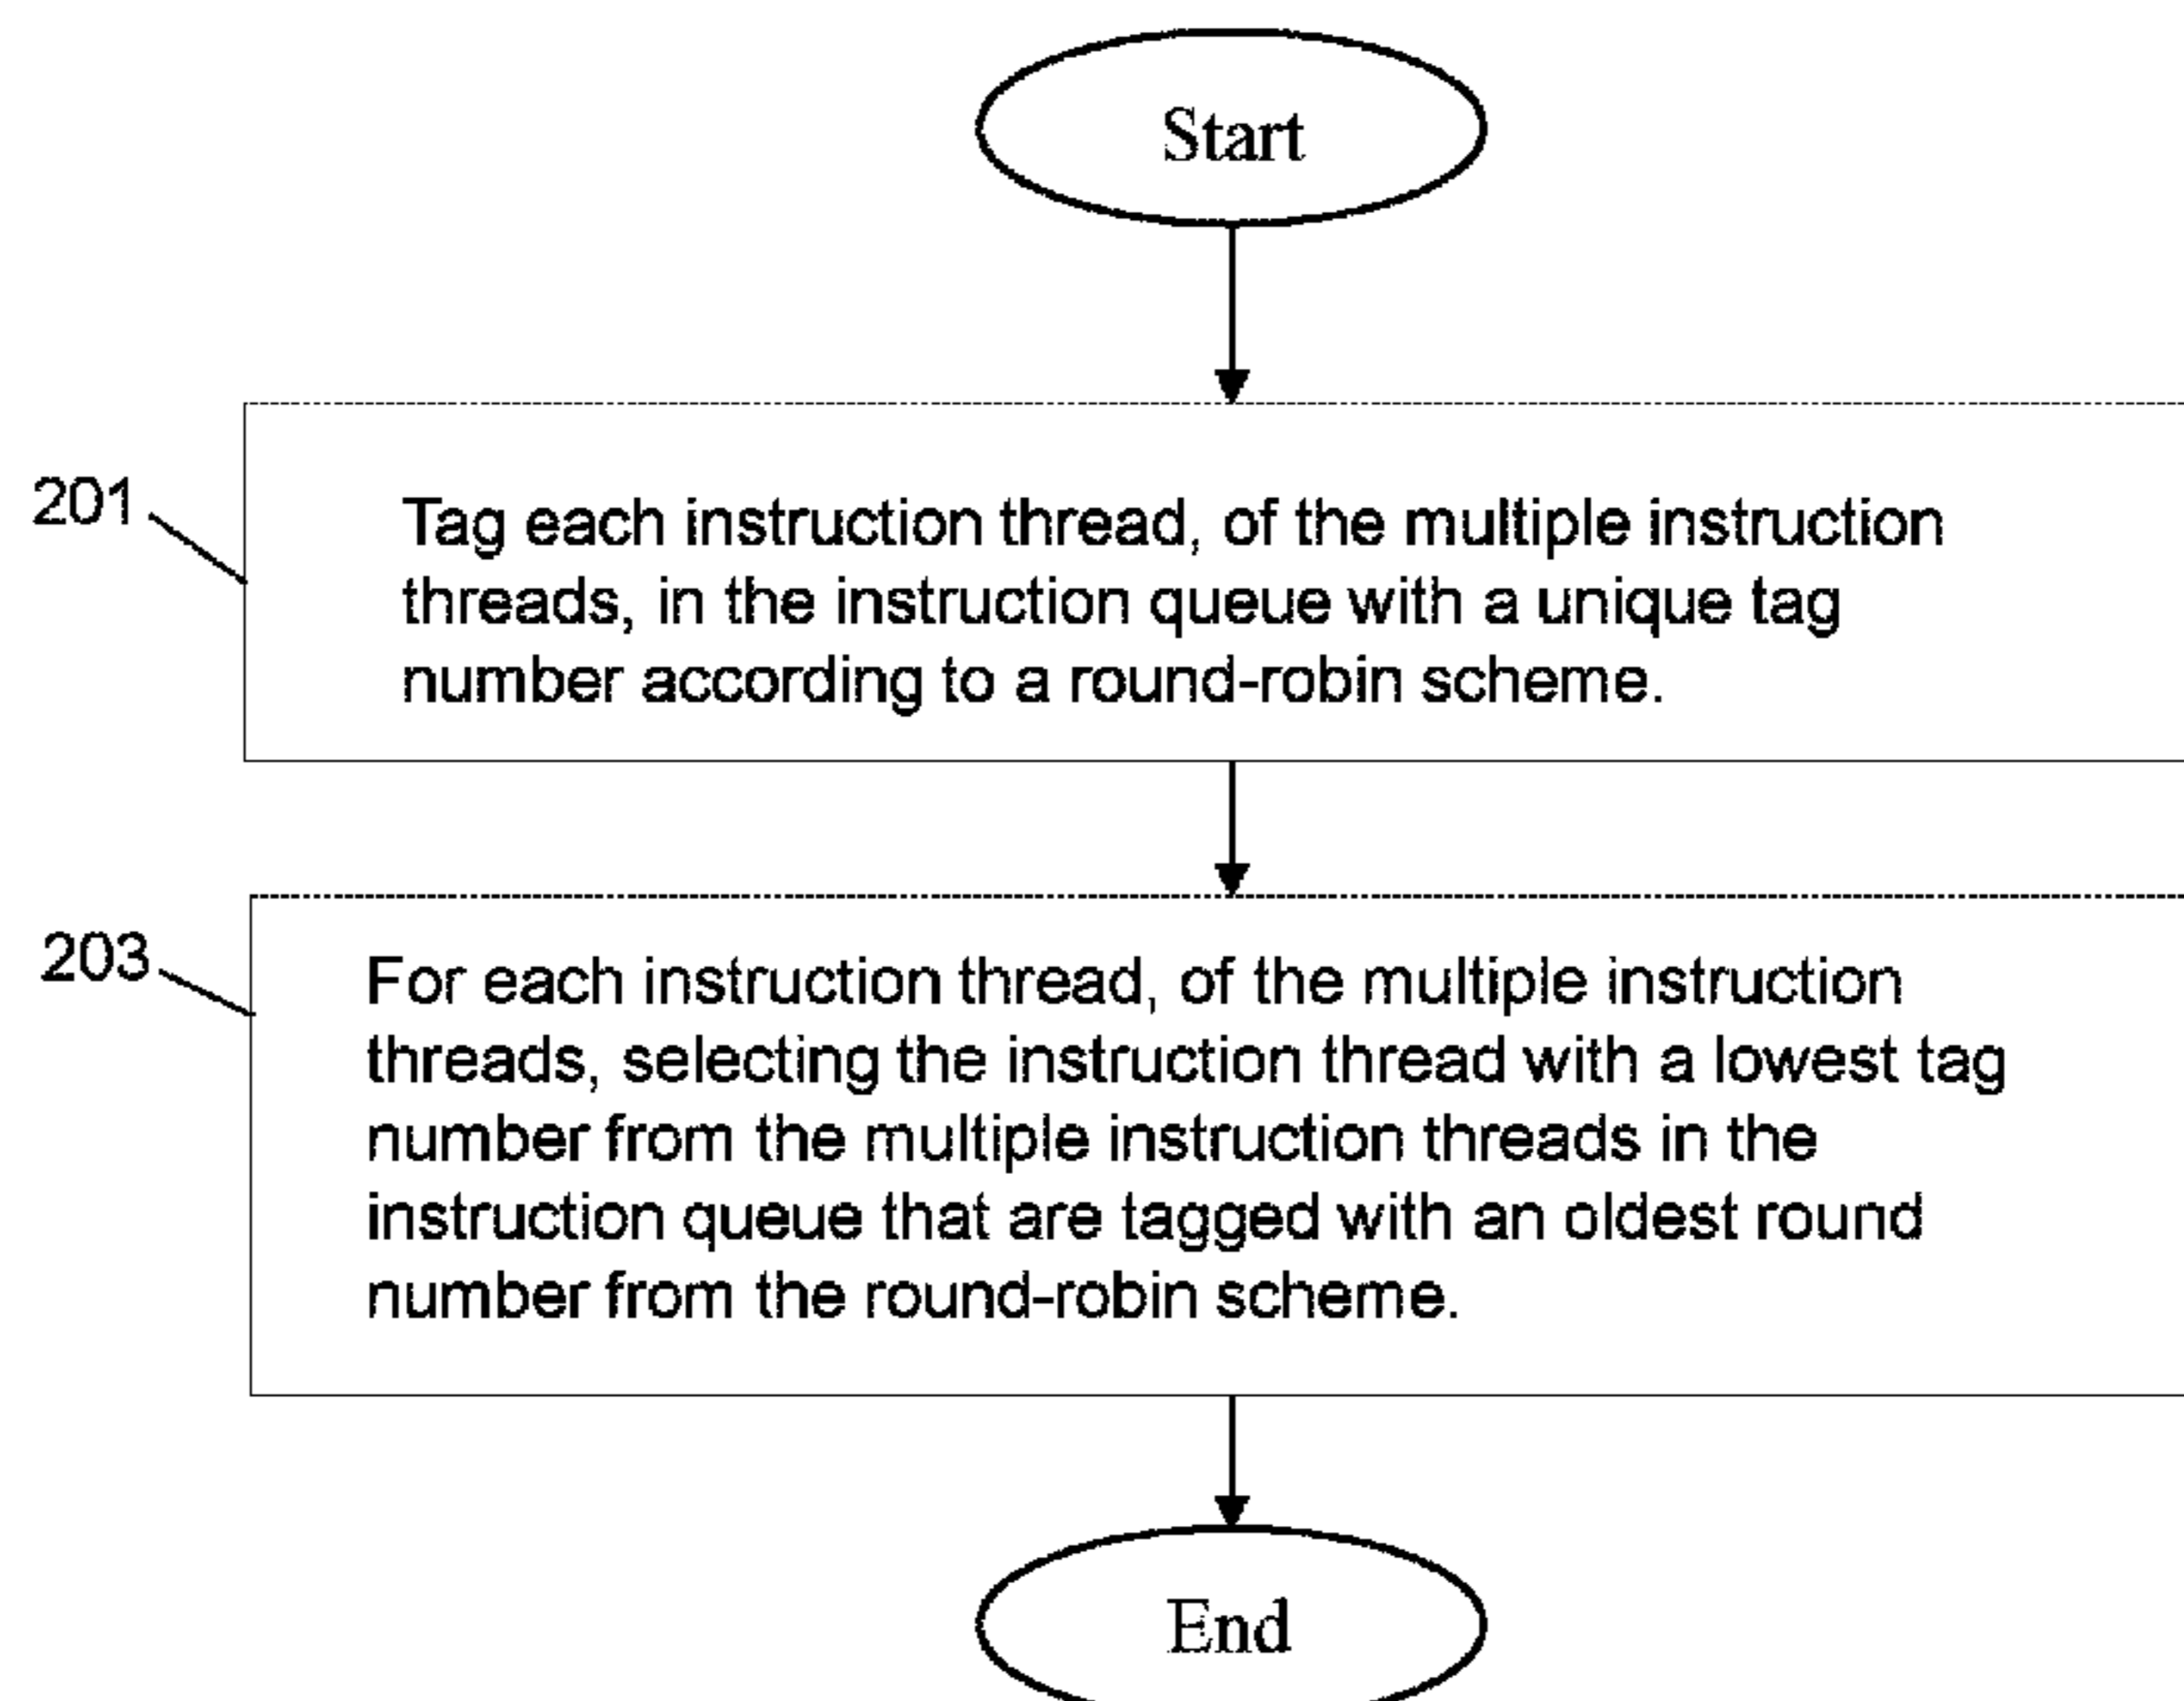 Start
201
Tag each instruction thread, of the multiple instruction
threads, in the instruction queue with a unique tag
number according to a round-robin scheme.
203
For each instruction thread, of the multiple instruction
threads, selecting the instruction thread with a lowest tag
number from the multiple instruction threads in the
instruction queue that are tagged with an oldest round
number from the round-robin scheme.
End